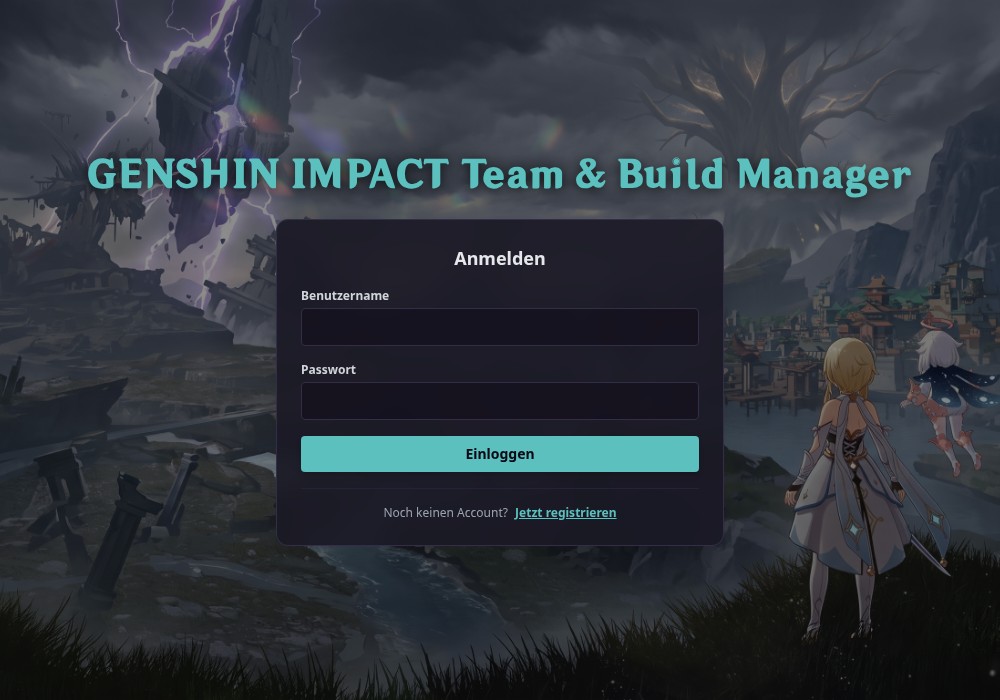 GENSHIN IMPACT Team & Build Manager
Anmelden
Benutzername
Passwort
Einloggen
Noch keinen Account? Jetzt registrieren